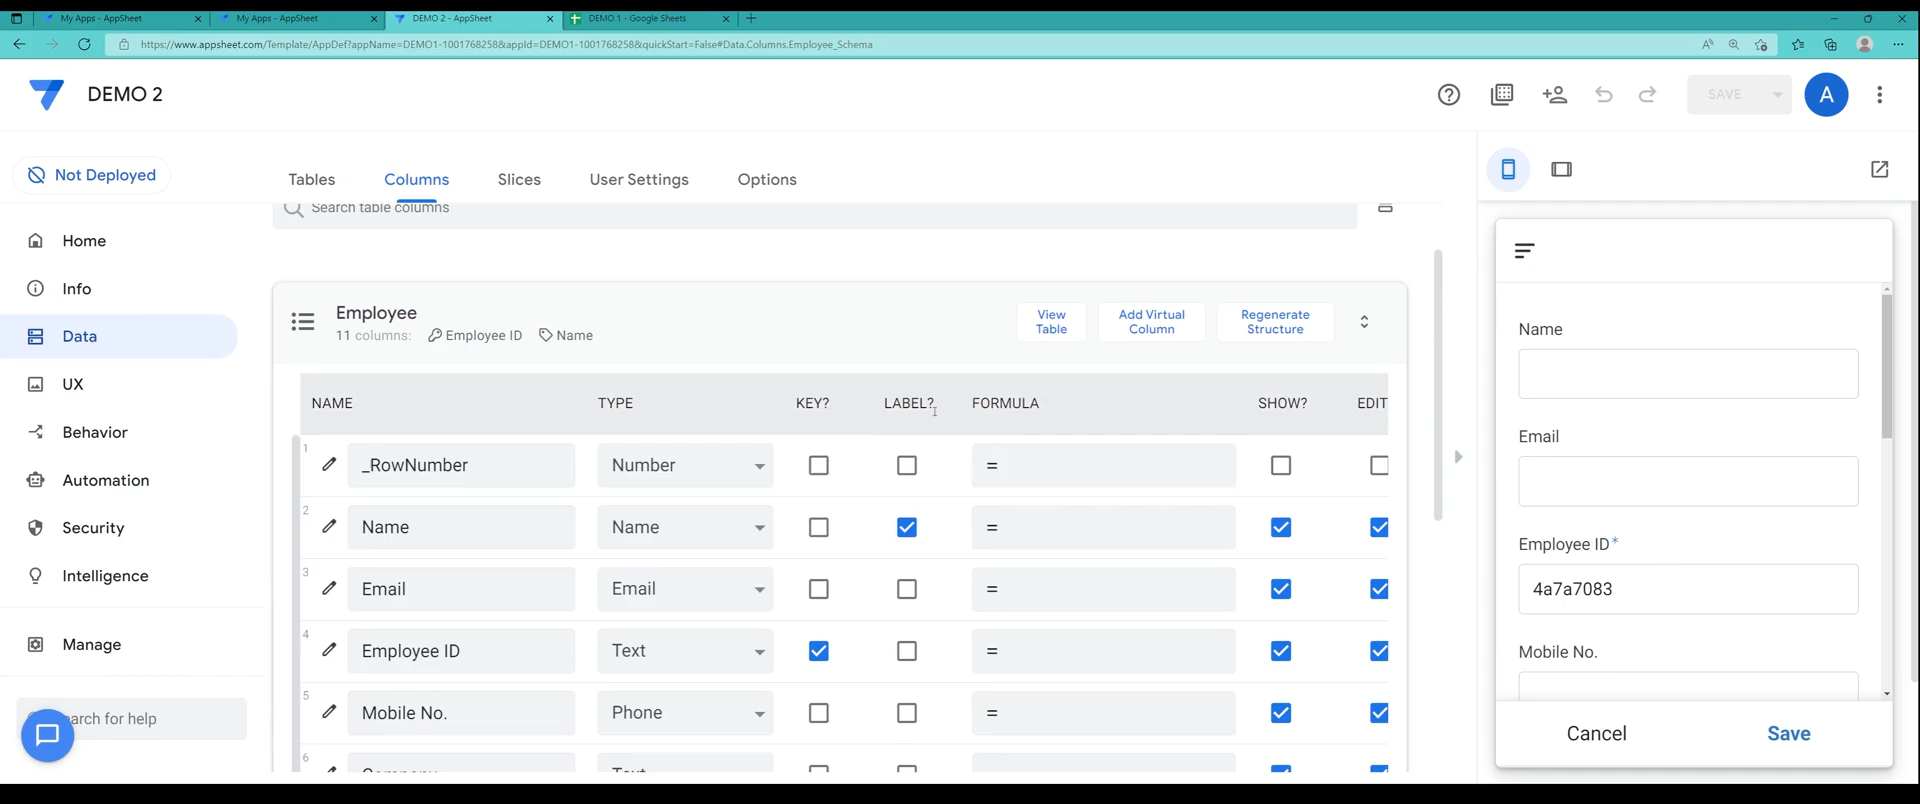 My Apps - AppSheet
My Apps - AppSheet
DEMO 2 - AppSheet
DEMO 1 - Google Sheets
https://www.appsheet.com/Template/AppDef?appName=DEMO1-1001768258&appId=DEMO1-1001768258&quickStart=False#Data.Columns.Employee_Schema
DEMO 2
SAVE
A
Not Deployed
Tables
Columns
Slices
User Settings
Options
Search table columns
Home
Info
Data
UX
Behavior
Automation
Security
Intelligence
Manage
arch for help
Employee
11 columns:
Employee ID
Name
View
Table
Add Virtual
Column
Regenerate
Structure
NAME
TYPE
KEY?
LABEL?
FORMULA
SHOW?
EDIT
1
_RowNumber
Number
=
2
Name
Name
=
3
Email
Email
=
4
Employee ID
Text
=
5
Mobile No.
Phone
=
6
Name
Email
Employee ID*
4a7a7083
Mobile No.
Cancel
Save